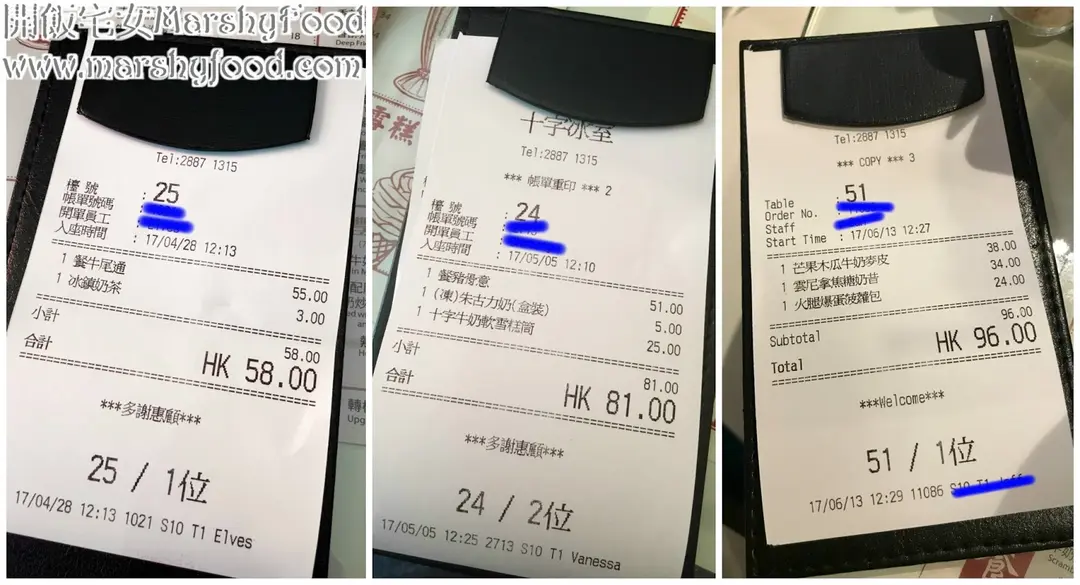 開飯宅女MarshyFood
www.marshyfood.com
Tel:2887 1315
檯號 : 25
帳單號碼
開單員工
入座時間 : 17/04/28 12:13
1 餐牛尾通 55.00
1 冰鎮奶茶 3.00
小計 58.00
合計 HK 58.00
***多謝惠顧***
25 / 1位
17/04/28 12:13 1021 S10 T1 Elves
雪糕
十字冰室
Tel:2887 1315
*** 帳單重印 *** 2
檯號 : 24
帳單號碼 :
開單員工
入座時間 : 17/05/05 12:10
1 餐豬骨意 51.00
1 (凍)朱古力奶(盒裝) 5.00
1 十字牛奶軟雪糕筒 25.00
小計 81.00
合計 HK 81.00
***多謝惠顧***
24 / 2位
17/05/05 12:25 2713 S10 T1 Vanessa
Tel:2887 1315
*** COPY *** 3
Table : 51
Order No. :
Staff
Start Time : 17/06/13 12:27
1 芒果木瓜牛奶麥皮 38.00
1 雲尼拿焦糖奶昔 34.00
1 火腿爆蛋菠蘿包 24.00
Subtotal 96.00
Total HK 96.00
***Welcome***
51 / 1位
17/06/13 12:29 11086 S10 T1